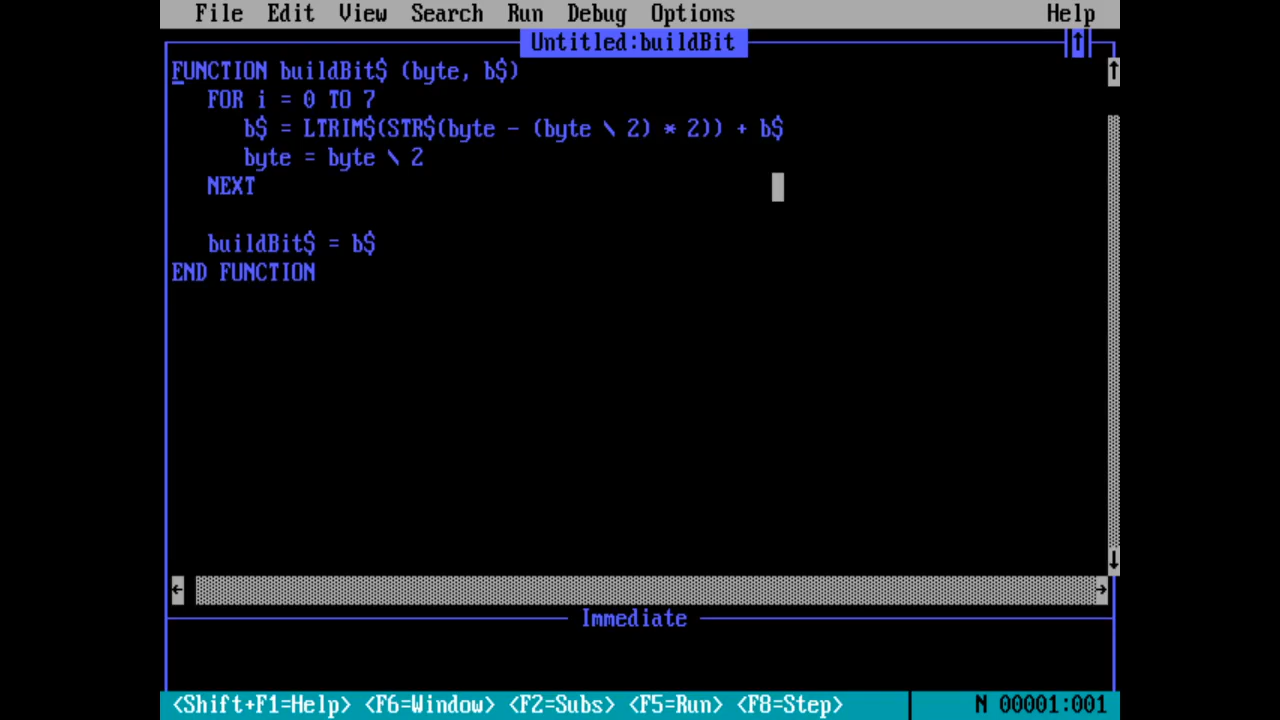 File Edit View Search Run Debug Options Help
Untitled:buildBit
FUNCTION buildBit$ (byte, b$)
FOR i = 0 TO 7
b$ = LTRIM$(STR$(byte - (byte \ 2) * 2)) + b$
byte = byte \ 2
NEXT
buildBit$ = b$
END FUNCTION
Immediate
<Shift+F1=Help> <F6=Window> <F2=Subs> <F5=Run> <F8=Step> N 00001:001